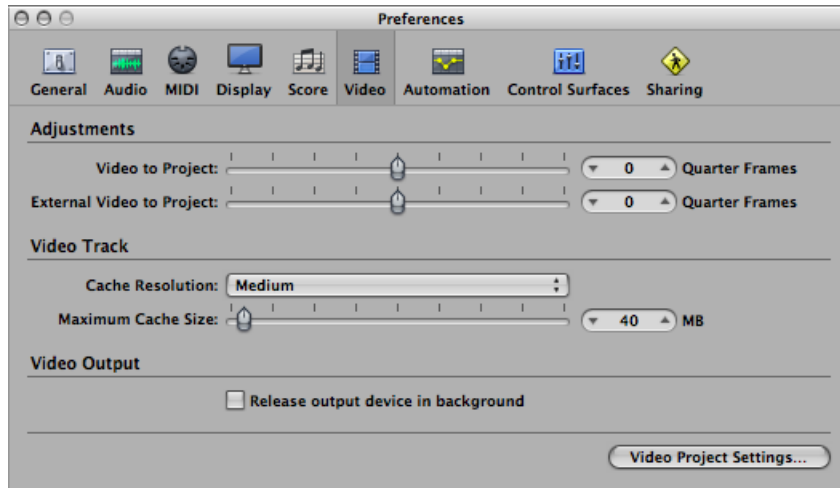 Preferences
General Audio MIDI Display Score Video Automation Control Surfaces Sharing
Adjustments
Video to Project: 0 Quarter Frames
External Video to Project: 0 Quarter Frames
Video Track
Cache Resolution: Medium
Maximum Cache Size: 40 MB
Video Output
Release output device in background
Video Project Settings...